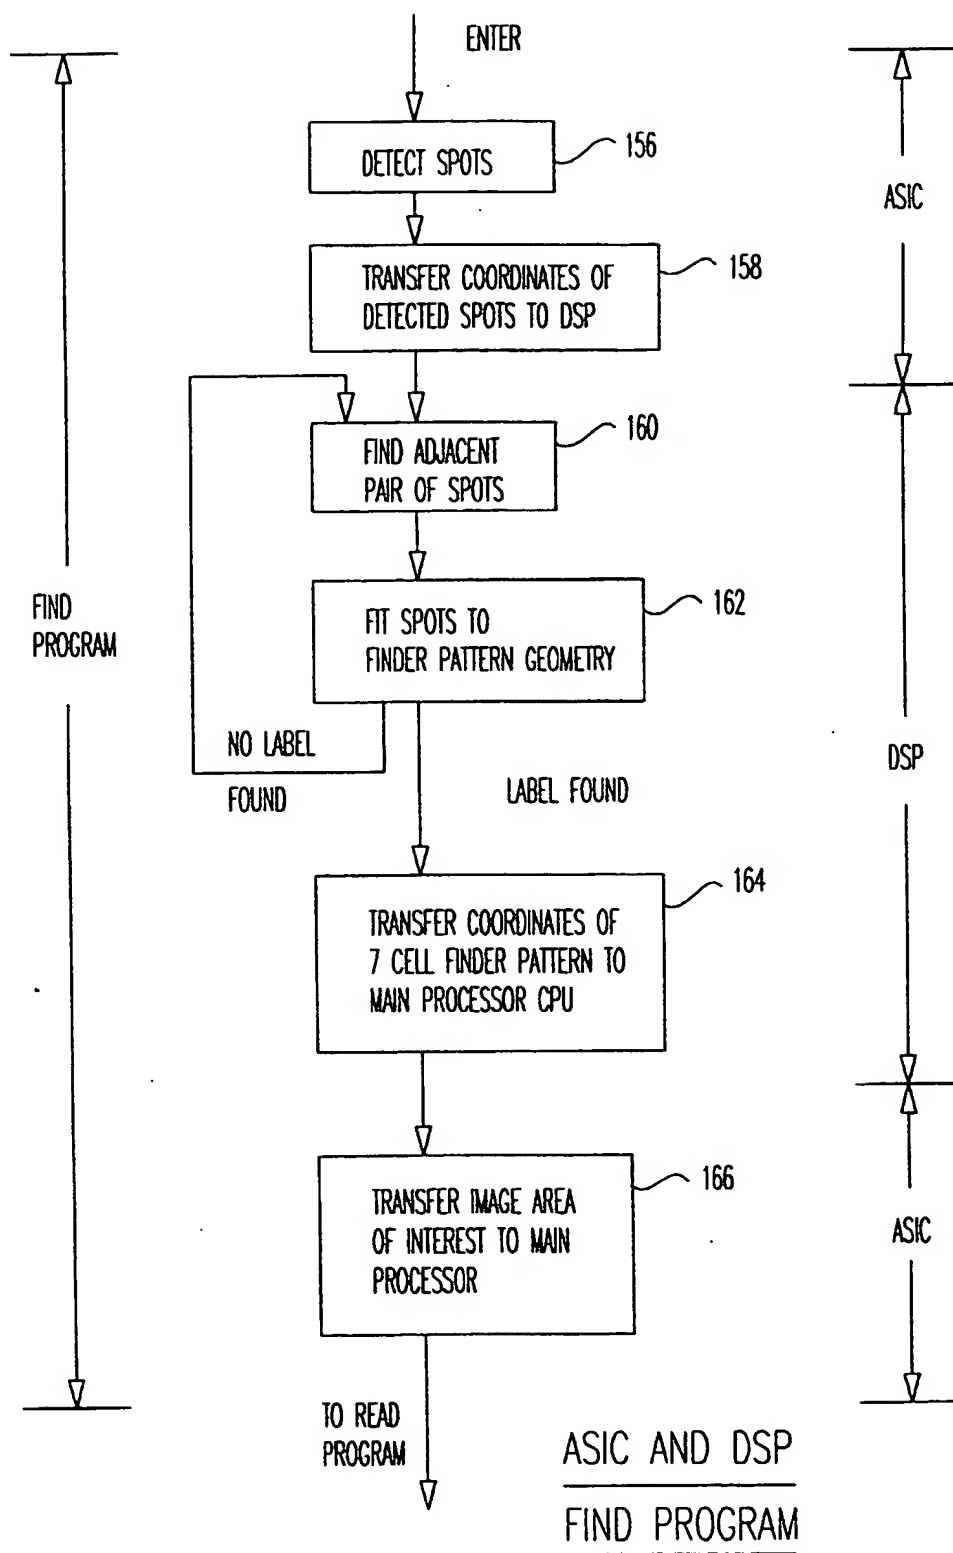 ENTER
DETECT SPOTS
156
ASIC
TRANSFER COORDINATES OF
DETECTED SPOTS TO DSP
158
FIND ADJACENT
PAIR OF SPOTS
160
FIND
PROGRAM
FIT SPOTS TO
FINDER PATTERN GEOMETRY
162
NO LABEL
FOUND
LABEL FOUND
DSP
TRANSFER COORDINATES OF
7 CELL FINDER PATTERN TO
MAIN PROCESSOR CPU
164
TRANSFER IMAGE AREA
OF INTEREST TO MAIN
PROCESSOR
166
ASIC
TO READ
PROGRAM
ASIC AND DSP
FIND PROGRAM